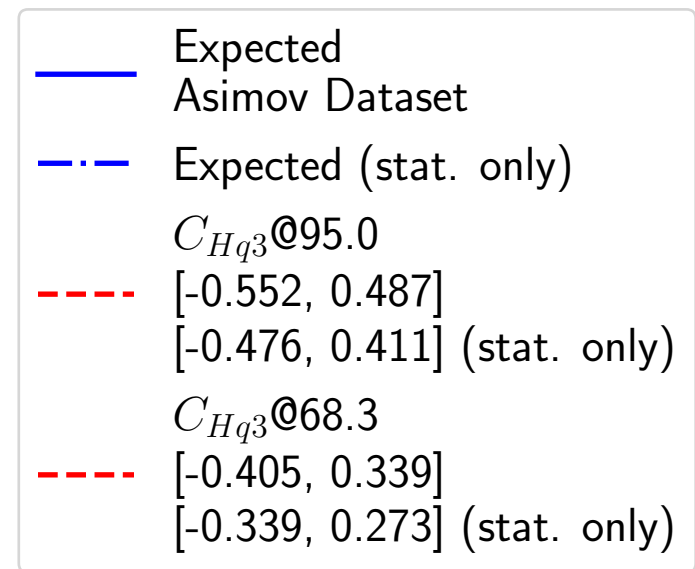 Expected
Asimov Dataset
Expected (stat. only)
$C_{Hq3}$@95.0
[-0.552, 0.487]
[-0.476, 0.411] (stat. only)
$C_{Hq3}$@68.3
[-0.405, 0.339]
[-0.339, 0.273] (stat. only)